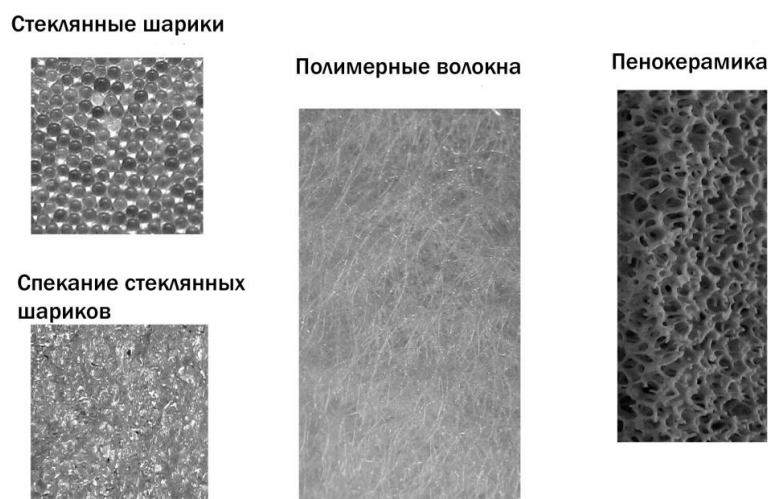 Стеклянные шарики
Полимерные волокна
Пенокерамика
Спекание стеклянных
шариков